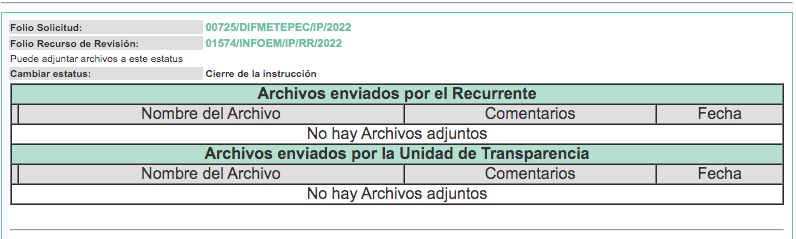 Folio Solicitud: 00725/DIFMETEPEC/IP/2022
Folio Recurso de Revisión: 01574/INFOEM/IP/RR/2022
Puede adjuntar archivos a este estatus
Cambiar estatus: Cierre de la instrucción
Archivos enviados por el Recurrente
Nombre del Archivo Comentarios Fecha
No hay Archivos adjuntos
Archivos enviados por la Unidad de Transparencia
Nombre del Archivo Comentarios Fecha
No hay Archivos adjuntos